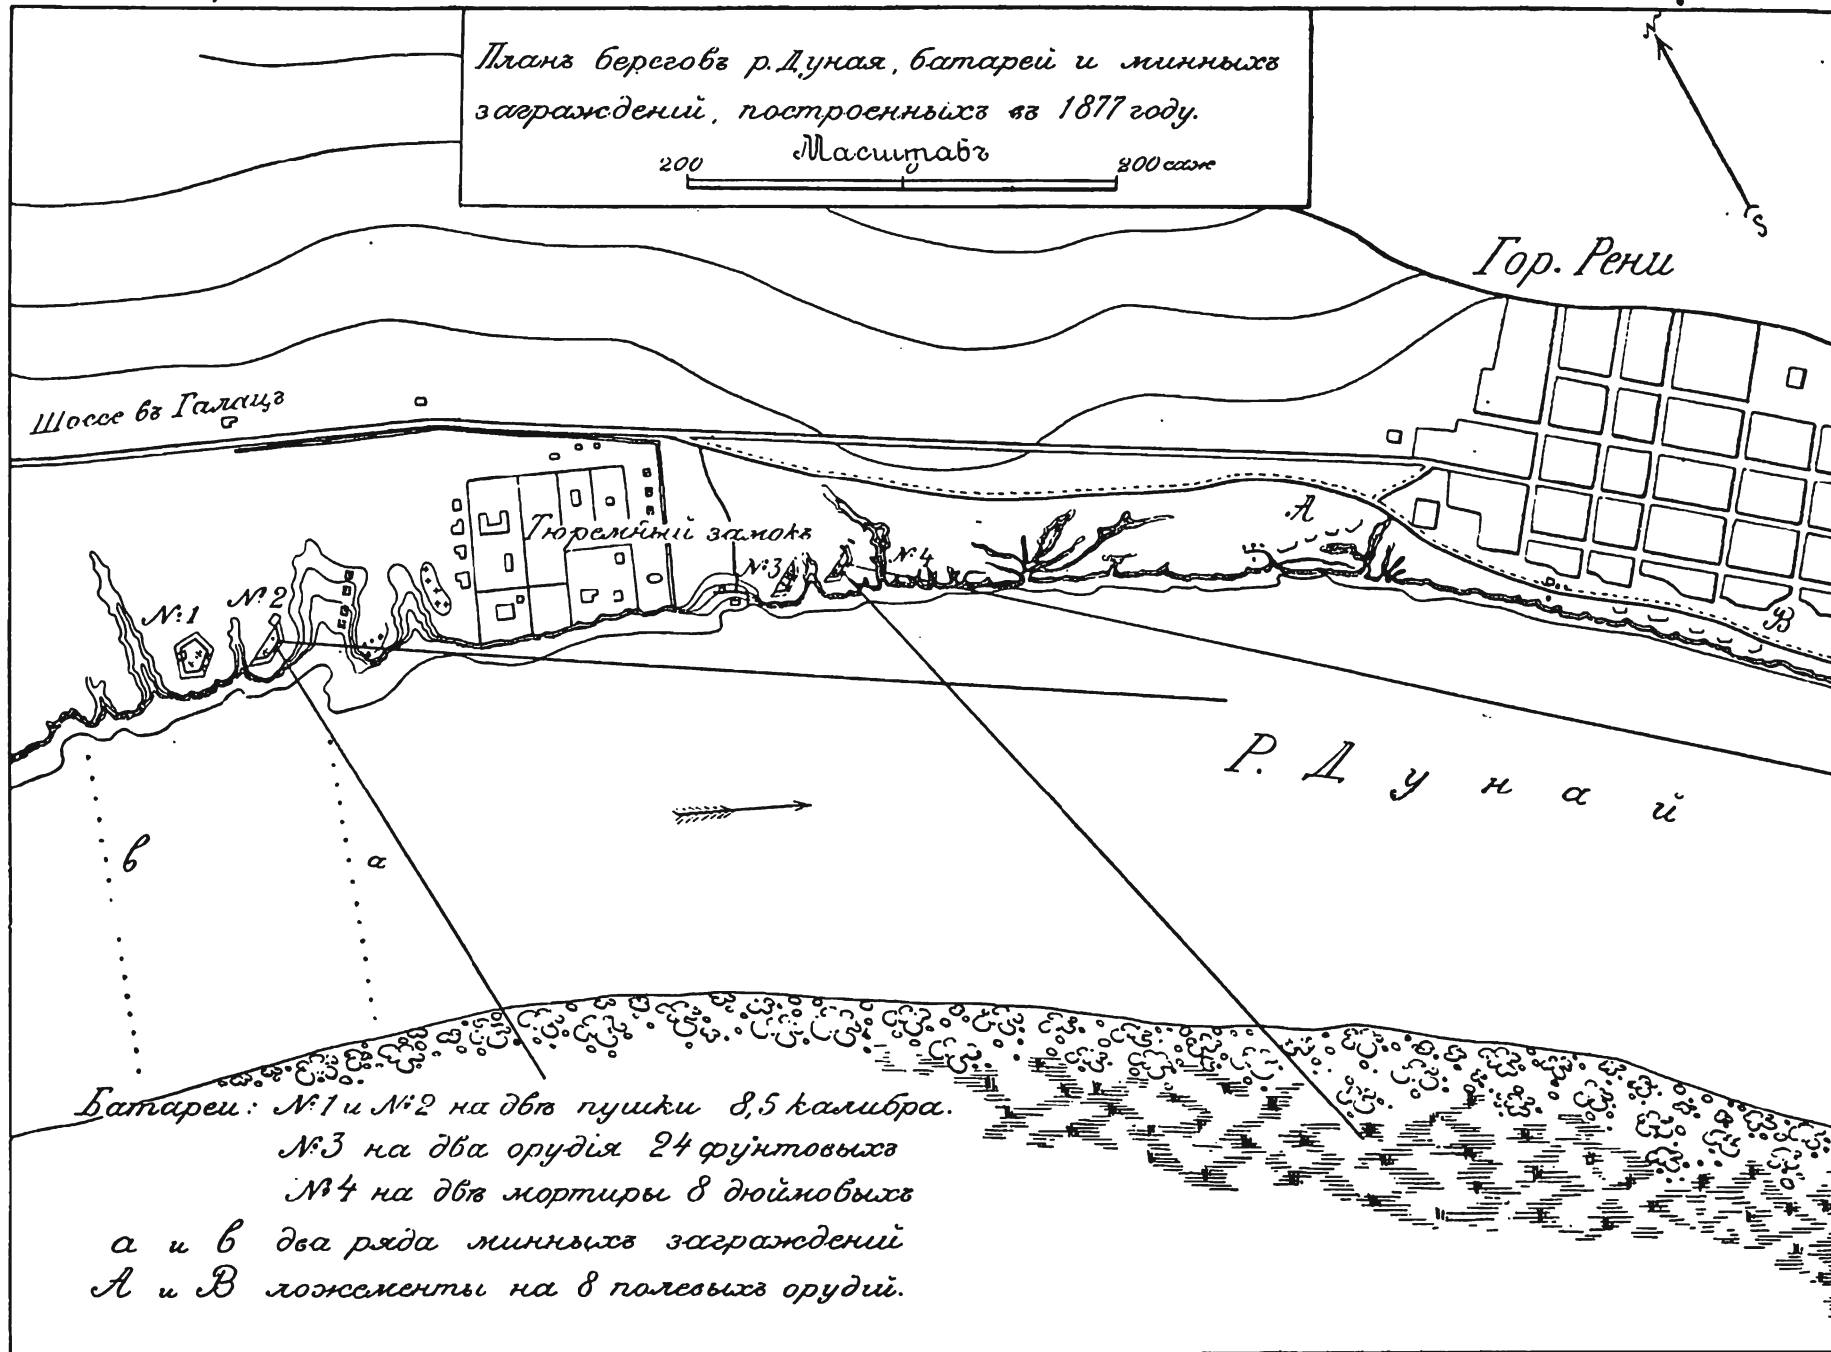 Планъ береговъ р. Дуная, батарей и минныхъ
загражденій, построенныхъ въ 1877 году.
Масштабъ
200 0 200 саж
N
S
Гор. Рени
Шоссе въ Галацъ
Тюремный замокъ
№1
№2
№3
№4
А
В
Р. Дунай
в
а
Батареи: №1 и №2 на двѣ пушки 8,5 калибра.
№3 на два орудія 24 фунтовыхъ
№4 на двѣ мортиры 8 дюймовыхъ
а и в два ряда минныхъ загражденій
А и В ложементы на 8 полевыхъ орудій.